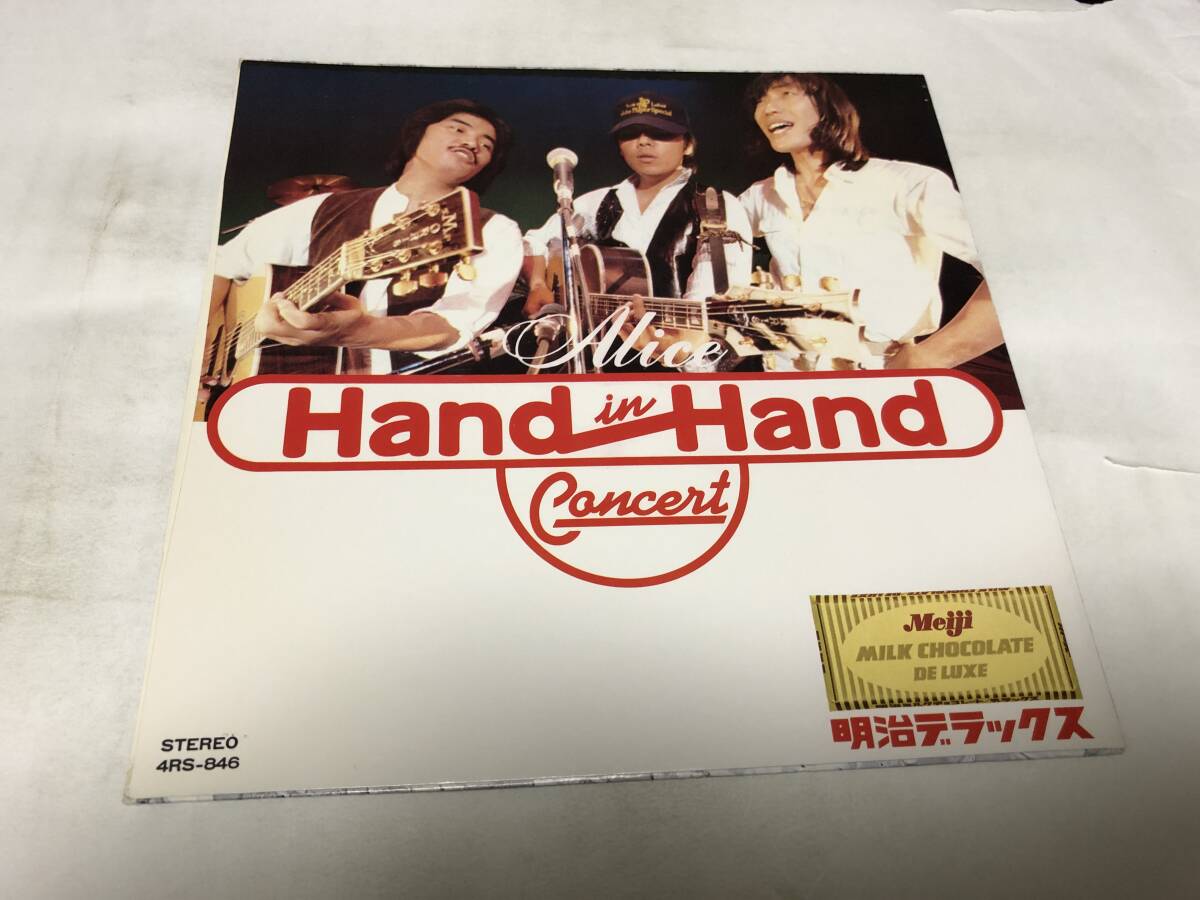 Alice
Hand in Hand
Concert
Meiji
MILK CHOCOLATE
DE LUXE
明治デラックス
STEREO
4RS-846